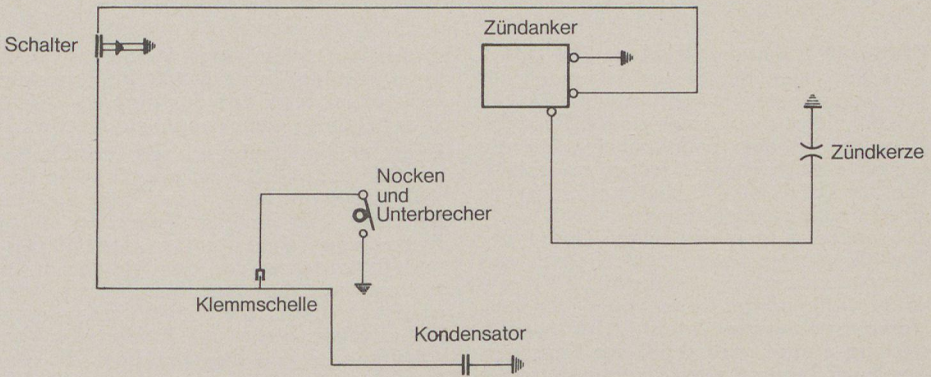 Schalter
Zündanker
Zündkerze
Nocken
und
Unterbrecher
Klemmschelle
Kondensator